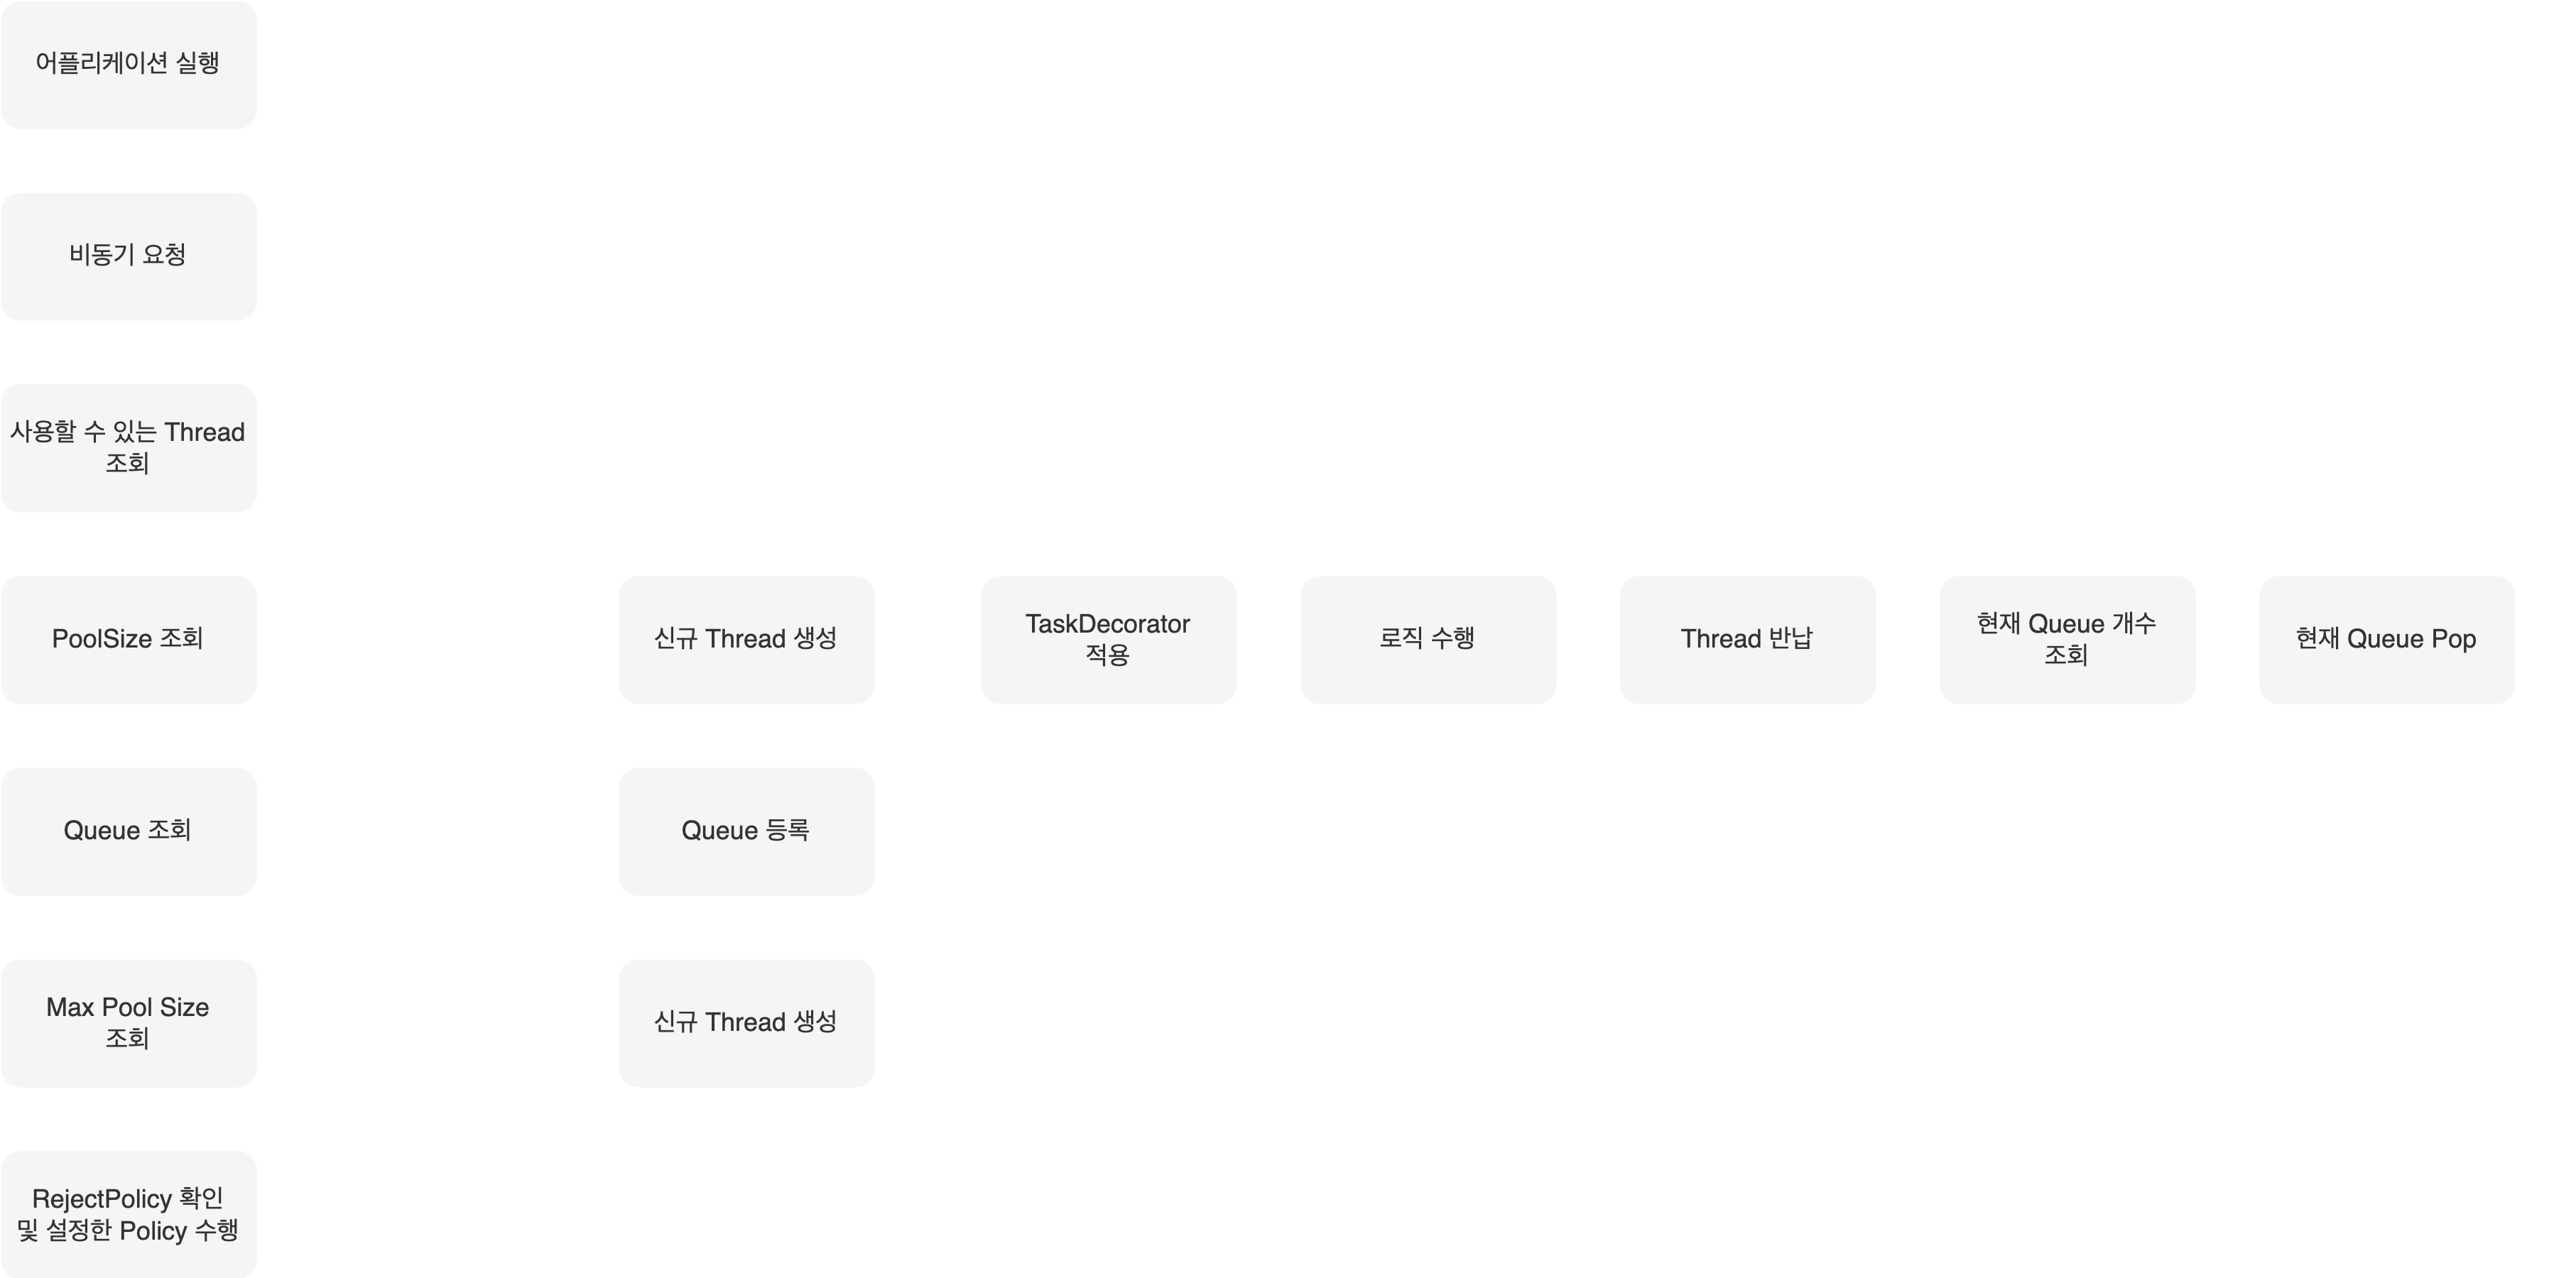 어플리케이션 실행
비동기 요청
사용할 수 있는 Thread
조회
PoolSize 조회
신규 Thread 생성
TaskDecorator
적용
로직 수행
Thread 반납
현재 Queue 개수
조회
현재 Queue Pop
Queue 조회
Queue 등록
Max Pool Size
조회
신규 Thread 생성
RejectPolicy 확인
및 설정한 Policy 수행